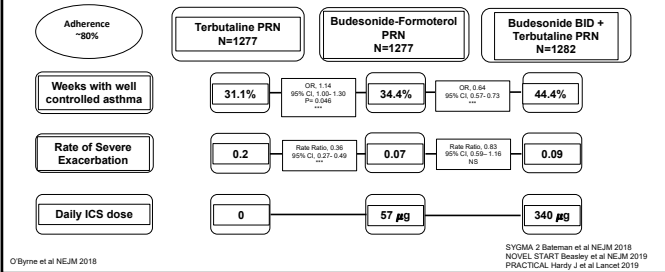 Adherence
~80%
Terbutaline PRN
N=1277
Budesonide-Formoterol
PRN
N=1277
Budesonide BID +
Terbutaline PRN
N=1282
Weeks with well
controlled asthma
31.1%
OR, 1.14
95% CI, 1.00- 1.30
P= 0.046
***
34.4%
OR, 0.64
95% CI, 0.57- 0.73
***
44.4%
Rate of Severe
Exacerbation
0.2
Rate Ratio, 0.36
95% CI, 0.27- 0.49
***
0.07
Rate Ratio, 0.83
95% CI, 0.59– 1.16
NS
0.09
Daily ICS dose
0
57 µg
340 µg
O'Byrne et al NEJM 2018
SYGMA 2 Bateman et al NEJM 2018
NOVEL START Beasley et al NEJM 2019
PRACTICAL Hardy J et al Lancet 2019